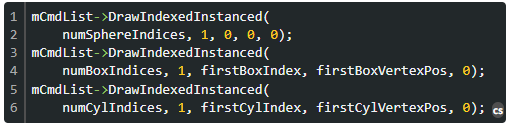 1 mCmdList->DrawIndexedInstanced(
2     numSphereIndices, 1, 0, 0, 0);
3 mCmdList->DrawIndexedInstanced(
4     numBoxIndices, 1, firstBoxIndex, firstBoxVertexPos, 0);
5 mCmdList->DrawIndexedInstanced(
6     numCylIndices, 1, firstCylIndex, firstCylVertexPos, 0);
cs